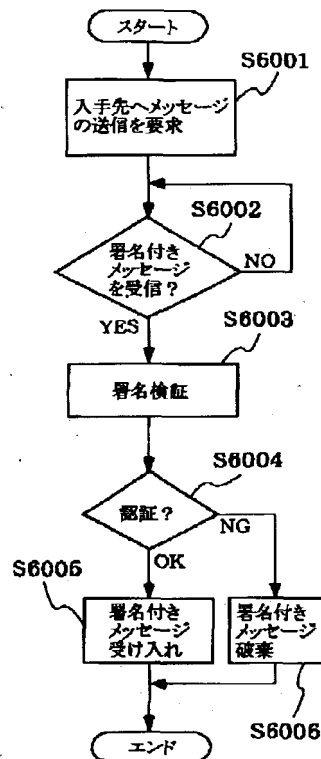 スタート
S6001
入手先へメッセージ
の送信を要求
S6002
署名付き
メッセージ
を受信？
NO
YES
S6003
署名検証
S6004
認証？
NG
OK
S6005
署名付き
メッセージ
受け入れ
署名付き
メッセージ
破棄
S6006
エンド